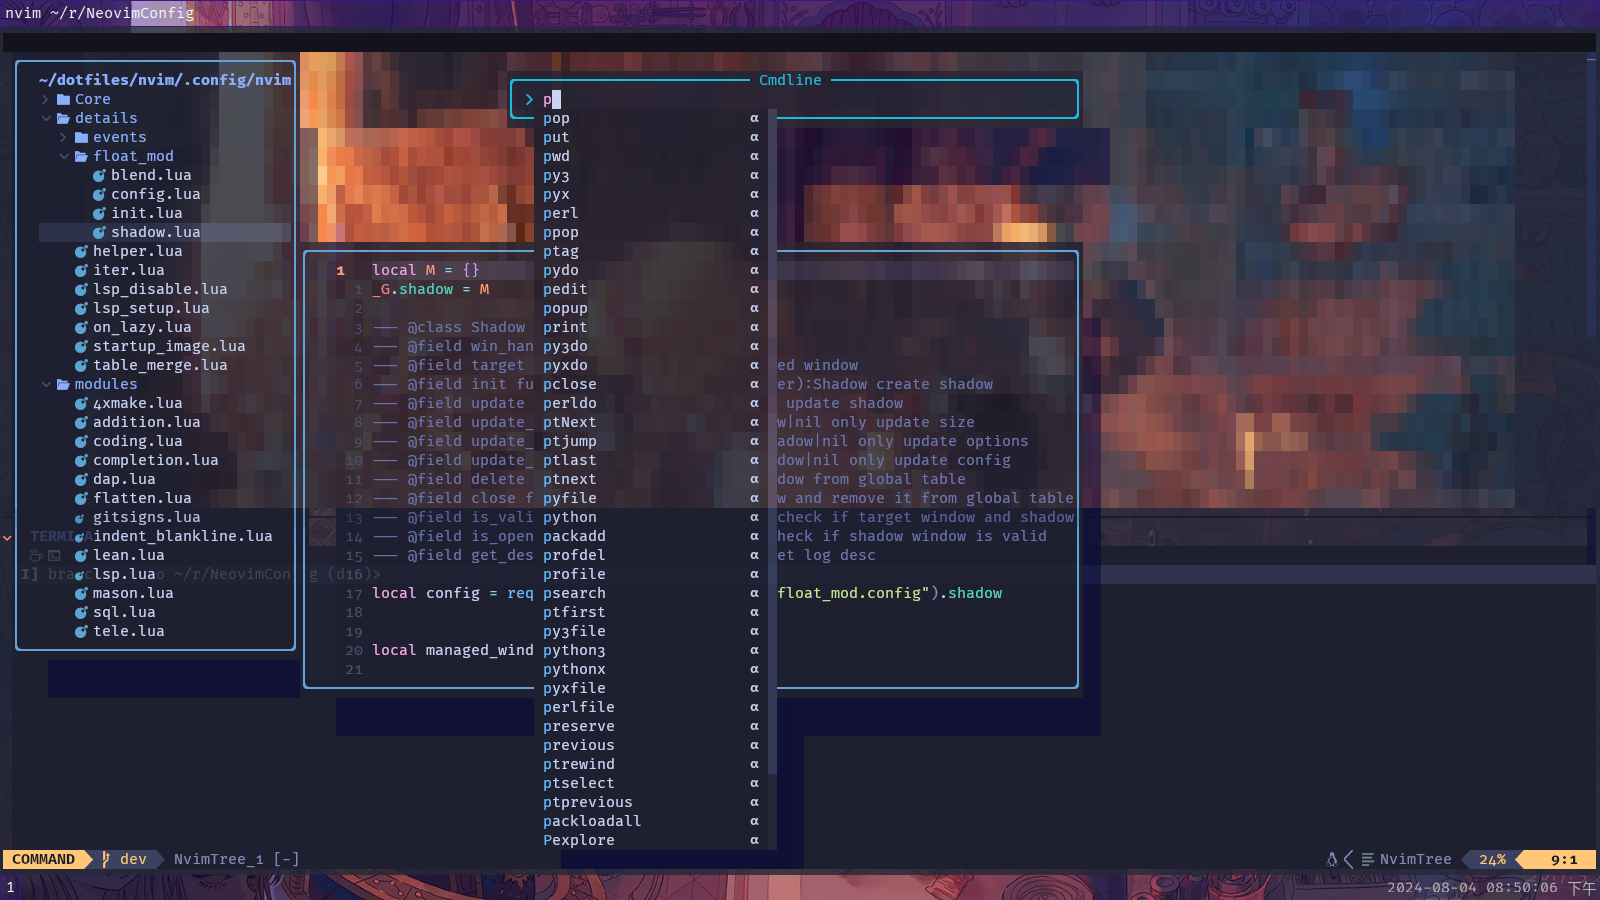 nvim ~/r/NeovimConfig
~/dotfiles/nvim/.config/nvim
Core
details
events
float_mod
blend.lua
config.lua
init.lua
shadow.lua
helper.lua
iter.lua
lsp_disable.lua
lsp_setup.lua
on_lazy.lua
startup_image.lua
table_merge.lua
modules
4xmake.lua
addition.lua
coding.lua
completion.lua
dap.lua
flatten.lua
gitsigns.lua
indent_blankline.lua
lean.lua
lsp.lua
mason.lua
sql.lua
tele.lua
Cmdline
> p
pop α
put α
pwd α
py3 α
pyx α
perl α
ppop α
ptag α
pydo α
pedit α
popup α
print α
py3do α
pyxdo α
pclose α
perldo α
ptNext α
ptjump α
ptlast α
ptnext α
pyfile α
python α
packadd α
profdel α
profile α
psearch α
ptfirst α
py3file α
python3 α
pythonx α
pyxfile α
perlfile α
preserve α
previous α
ptrewind α
ptselect α
ptprevious α
packloadall α
Pexplore α
1 local M = {}
1 _G.shadow = M
2
3 --- @class Shadow
4 --- @field win_han
5 --- @field target ed window
6 --- @field init fu er):Shadow create shadow
7 --- @field update update shadow
8 --- @field update_ w|nil only update size
9 --- @field update_ adow|nil only update options
10 --- @field update_ dow|nil only update config
11 --- @field delete dow from global table
12 --- @field close f w and remove it from global table
13 --- @field is_vali check if target window and shadow
14 --- @field is_open heck if shadow window is valid
15 --- @field get_des et log desc
16
17 local config = req float_mod.config").shadow
18
19
20 local managed_wind
21
COMMAND dev NvimTree_1 [-] NvimTree 24% 9:1
1 2024-08-04 08:50:06 下午